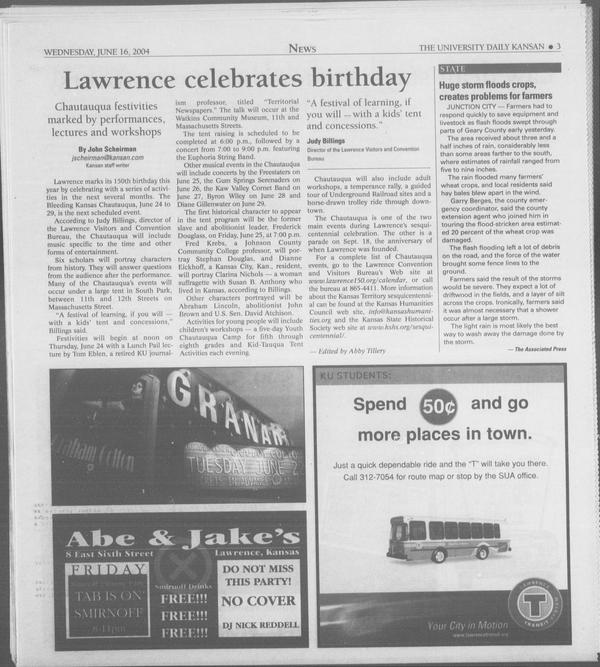 WEDNESDAY, JUNE 16, 2004
NEWS
THE UNIVERSITY DAILY KANSAN • 3
Lawrence celebrates birthday
Chautauqua festivities
marked by performances,
lectures and workshops
By John Scheirman
jscheirman@kansan.com
Kansan staff writer
Lawrence marks its 150th birthday this
year by celebrating with a series of activi-
ties in the next several months. The
Bleeding Kansas Chautauqua, June 24 to
29, is the next scheduled event.
According to Judy Billings, director of
the Lawrence Visitors and Convention
Bureau, the Chautauqua will include
music specific to the time and other
forms of entertainment.
Six scholars will portray characters
from history. They will answer questions
from the audience after the performance.
Many of the Chautauqua's events will
occur under a large tent in South Park,
between 11th and 12th Streets on
Massachusetts Street.
"A festival of learning, if you will —
with a kids' tent and concessions,"
Billings said.
Festivities will begin at noon on
Thursday, June 24 with a Lunch Pail lec-
ture by Tom Eblen, a retired KU journal-
ism professor, titled "Territorial
Newspapers." The talk will occur at the
Watkins Community Museum, 11th and
Massachusetts Streets.
The tent raising is scheduled to be
completed at 6:00 p.m., followed by a
concert from 7:00 to 9:00 p.m. featuring
the Euphoria String Band.
Other musical events in the Chautauqua
will include concerts by the Freestaters on
June 25, the Gum Springs Serenaders on
June 26, the Kaw Valley Cornet Band on
June 27, Byron Wiley on June 28 and
Diane Gillenwater on June 29.
The first historical character to appear
in the tent program will be the former
slave and abolitionist leader, Frederick
Douglass, on Friday, June 25, at 7:00 p.m.
Fred Krebs, a Johnson County
Community College professor, will por-
tray Stephan Douglas, and Dianne
Eickhoff, a Kansas City, Kan., resident,
will portray Clarina Nichols — a woman
suffragette with Susan B. Anthony who
lived in Kansas, according to Billings.
Other characters portrayed will be
Abraham Lincoln, abolitionist John
Brown and U.S. Sen. David Atchison.
Activities for young people will include
children's workshops — a five-day Youth
Chautauqua Camp for fifth through
eighth grades and Kid-Tauqua Tent
Activities each evening.
"A festival of learning, if
you will — with a kids' tent
and concessions."
Judy Billings
Director of the Lawrence Visitors and Convention
Bureau
Chautauqua will also include adult
workshops, a temperance rally, a guided
tour of Underground Railroad sites and a
horse-drawn trolley ride through down-
town.
The Chautauqua is one of the two
main events during Lawrence's sesqui-
centennial celebration. The other is a
parade on Sept. 18, the anniversary of
when Lawrence was founded.
For a complete list of Chautauqua
events, go to the Lawrence Convention
and Visitors Bureau's Web site at
www.lawrence150.org/calendar, or call
the bureau at 865-4411. More information
about the Kansas Territory sesquicentenni-
al can be found at the Kansas Humanities
Council web site, info@kansashumani-
ties.org and the Kansas State Historical
Society web site at www.kshs.org/sesqui-
centennial/.
— Edited by Abby Tillery
STATE
Huge storm floods crops,
creates problems for farmers
JUNCTION CITY — Farmers had to
respond quickly to save equipment and
livestock as flash floods swept through
parts of Geary County early yesterday.
The area received about three and a
half inches of rain, considerably less
than some areas farther to the south,
where estimates of rainfall ranged from
five to nine inches.
The rain flooded many farmers'
wheat crops, and local residents said
hay bales blew apart in the wind.
Garry Berges, the county emer-
gency coordinator, said the county
extension agent who joined him in
touring the flood-stricken area estimat-
ed 20 percent of the wheat crop was
damaged.
The flash flooding left a lot of debris
on the road, and the force of the water
brought some fence lines to the
ground.
Farmers said the result of the storms
would be severe. They expect a lot of
driftwood in the fields, and a layer of silt
across the crops. Ironically, farmers said
it was almost necessary that a shower
occur after a large storm.
The light rain is most likely the best
way to wash away the damage done by
the storm.
— The Associated Press
GRANADA
TUESDAY JUNE 2
Abe & Jake's
8 East Sixth Street
Lawrence, Kansas
FRIDAY
TAB IS ON
SMIRNOFF
8-11pm
Smirnoff Drinks
FREE!!!
FREE!!!
FREE!!!
DO NOT MISS
THIS PARTY!
NO COVER
DJ NICK REDDELL
KU STUDENTS:
Spend 50¢ and go
more places in town.
Just a quick dependable ride and the "T" will take you there.
Call 312-7054 for route map or stop by the SUA office.
LAWRENCE
T
TRANSIT SYSTEM
Your City in Motion
www.lawrencetransit.org